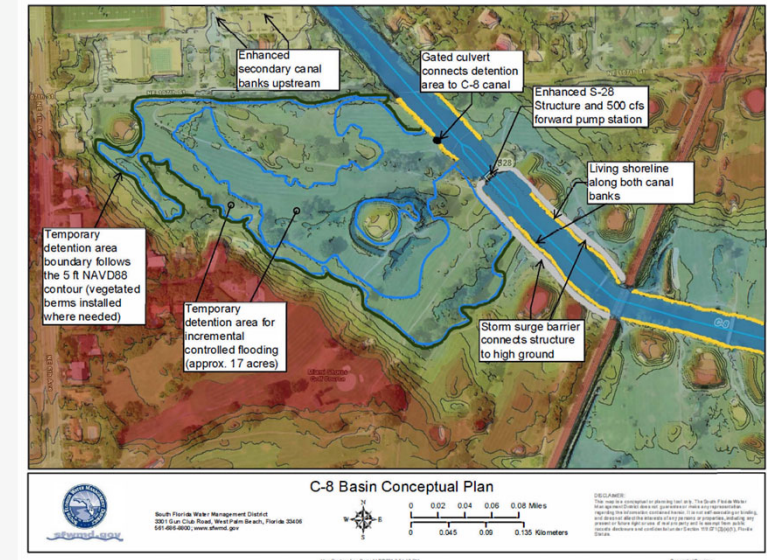 Enhanced
secondary canal
banks upstream
Gated culvert
connects detention
area to C-8 canal
Enhanced S-28
Structure and 500 cfs
forward pump station
S28
Living shoreline
along both canal
banks
Temporary
detention area
boundary follows
the 5 ft NAVD88
contour (vegetated
berms installed
where needed)
Temporary
detention area for
incremental
controlled flooding
(approx. 17 acres)
Storm surge barrier
connects structure
to high ground
Miami Shores
Golf Course
C-8 Basin Conceptual Plan
South Florida Water Management District
3301 Gun Club Road, West Palm Beach, Florida 33406
561-686-8800; www.sfwmd.gov
sfwmd.gov
N
W
E
S
0 0.02 0.04 0.06 0.08 Miles
0 0.045 0.09 0.135 Kilometers
DISCLAIMER: